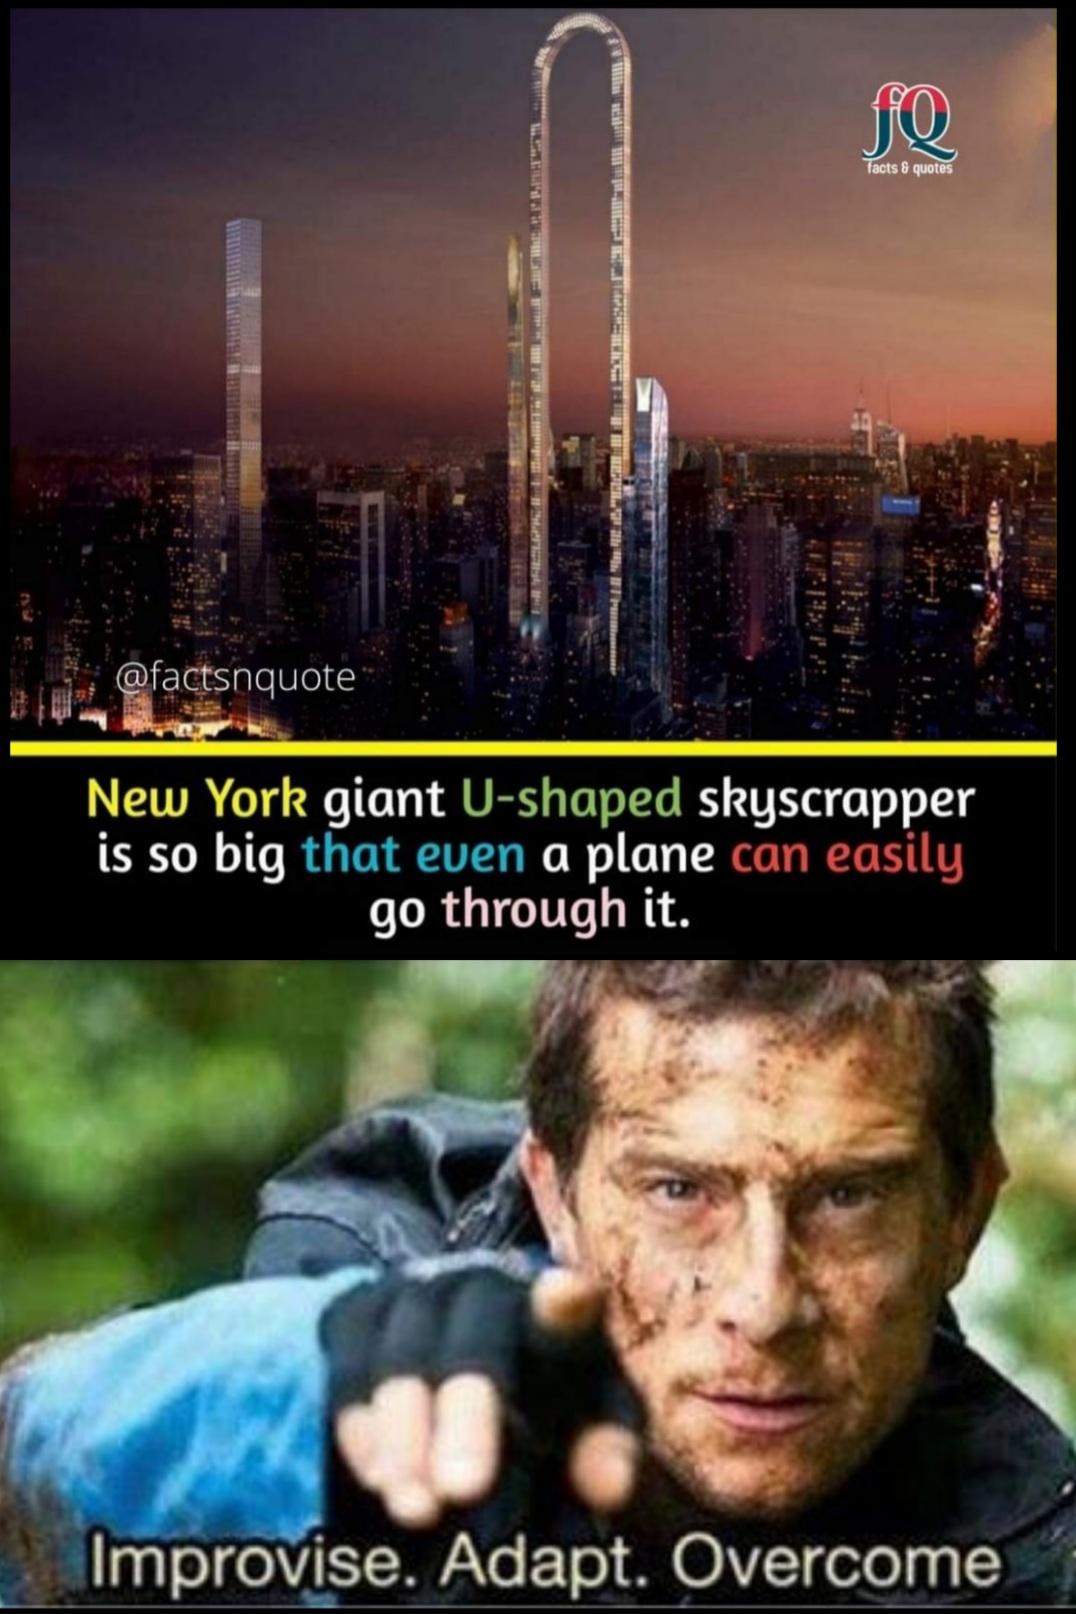 fQ
facts & quotes
@factsnquote
New York giant U-shaped skyscrapper
is so big that even a plane can easily
go through it.
Improvise. Adapt. Overcome